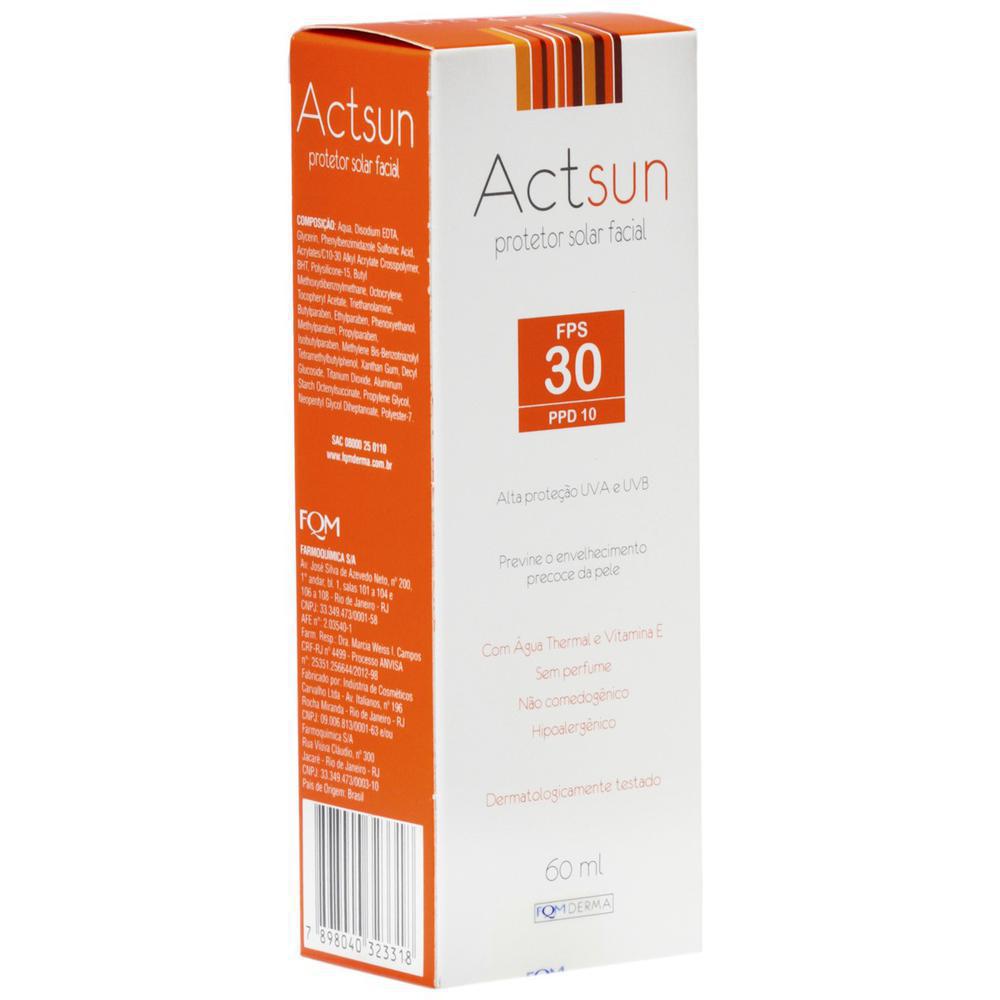 Actsun
protetor solar facial
COMPOSIÇÃO: Aqua, Disodium EDTA,
Glycerin, Phenylbenzimidazole Sulfonic Acid,
Acrylates/C10-30 Alkyl Acrylate Crosspolymer,
BHT, Polysilicone-15, Butyl
Methoxydibenzoylmethane, Octocrylene,
Tocopheryl Acetate, Triethanolamine,
Butylparaben, Ethylparaben, Phenoxyethanol,
Methylparaben, Propylparaben,
Isobutylparaben, Methylene Bis-Benzotriazolyl
Tetramethylbutylphenol, Xanthan Gum, Decyl
Glucoside, Titanium Dioxide, Aluminum
Starch Octenylsuccinate, Propylene Glycol,
Neopentyl Glycol Diheptanoate, Polyester-7.
SAC 08000 25 0110
www.fqmderma.com.br
FQM
FARMOQUÍMICA S/A
Av. José Silva de Azevedo Neto, nº 200,
1º andar, bl. 1, salas 101 a 104 e
106 a 108 - Rio de Janeiro - RJ
CNPJ: 33.349.473/0001-58
AFE nº: 2.03540-1
Farm. Resp.: Dra. Marcia Weiss I. Campos
CRF-RJ nº 4499 - Processo ANVISA
nº: 25351.256644/2012-98
Fabricado por: Indústria de Cosméticos
Carvalho Ltda - Av. Italianos, nº 196
Rocha Miranda - Rio de Janeiro - RJ
CNPJ: 09.006.813/0001-63 e/ou
Farmoquímica S/A
Rua Viúva Cláudio, nº 300
Jacaré - Rio de Janeiro - RJ
CNPJ: 33.349.473/0003-10
País de Origem: Brasil
7 898040 323318
Actsun
protetor solar facial
FPS
30
PPD 10
Alta proteção UVA e UVB
Previne o envelhecimento
precoce da pele
Com Água Thermal e Vitamina E
Sem perfume
Não comedogênico
Hipoalergênico
Dermatologicamente testado
60 ml
FQM DERMA
FQM